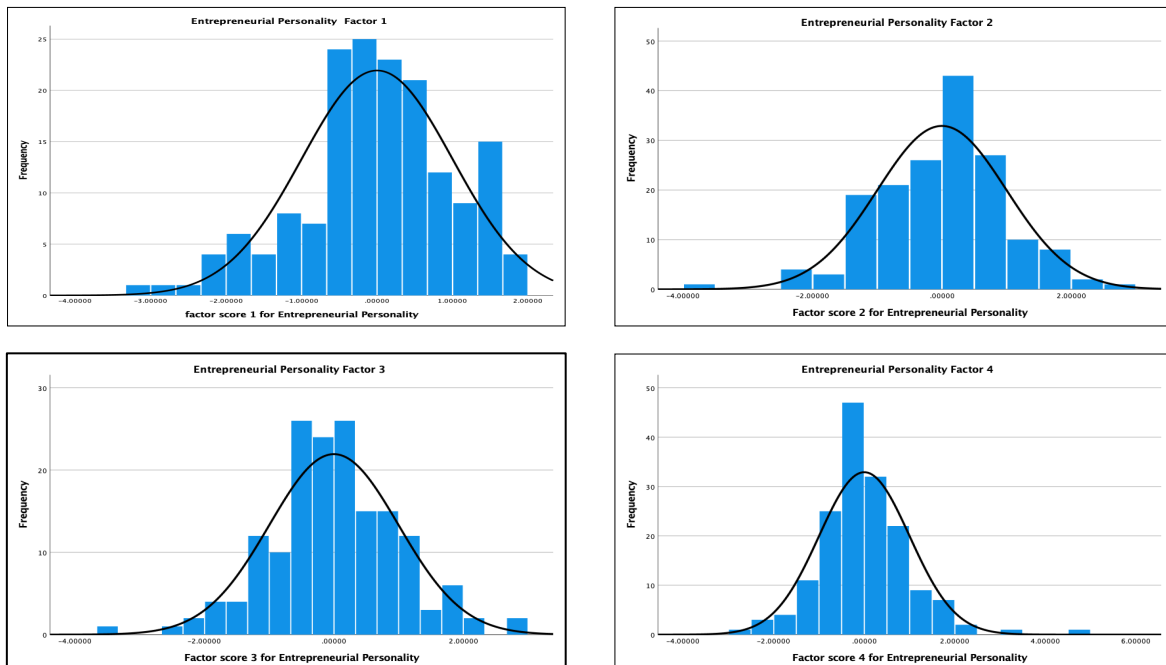 Entrepreneurial Personality  Factor 1
25
20
15
10
5
0
Frequency
-4.00000 -3.00000 -2.00000 -1.00000 .00000 1.00000 2.00000
factor score 1 for Entrepreneurial Personality
Entrepreneurial Personality Factor 2
50
40
30
20
10
0
Frequency
-4.00000 -2.00000 .00000 2.00000
Factor score 2 for Entrepreneurial Personality
Entrepreneurial Personality Factor 3
30
20
10
0
Frequency
-4.00000 -2.00000 .00000 2.00000
Factor score 3 for Entrepreneurial Personality
Entrepreneurial Personality Factor 4
50
40
30
20
10
0
Frequency
-4.00000 -2.00000 .00000 2.00000 4.00000 6.00000
Factor score 4 for Entrepreneurial Personality